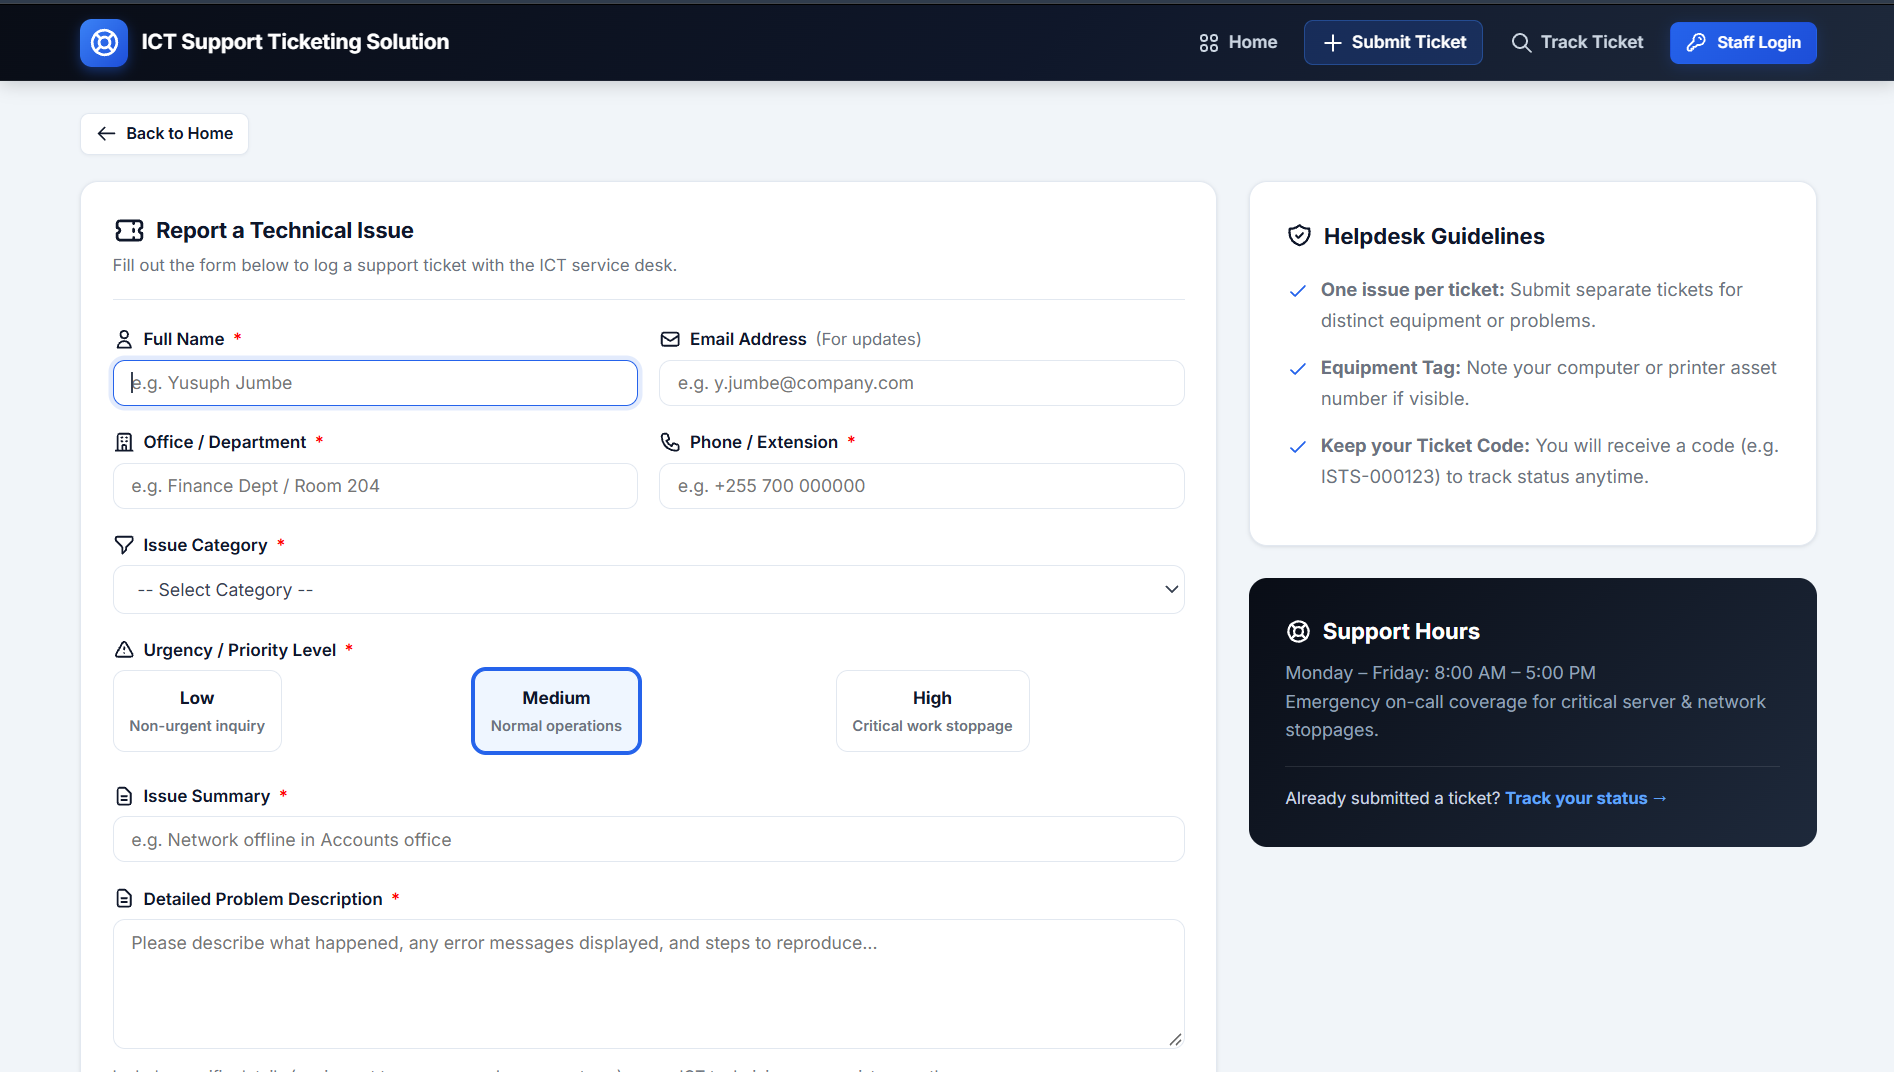 ICT Support Ticketing Solution
Home
Submit Ticket
Track Ticket
Staff Login
Back to Home
Report a Technical Issue
Fill out the form below to log a support ticket with the ICT service desk.
Full Name *
e.g. Yusuph Jumbe
Email Address (For updates)
e.g. y.jumbe@company.com
Office / Department *
e.g. Finance Dept / Room 204
Phone / Extension *
e.g. +255 700 000000
Issue Category *
-- Select Category --
Urgency / Priority Level *
Low
Non-urgent inquiry
Medium
Normal operations
High
Critical work stoppage
Issue Summary *
e.g. Network offline in Accounts office
Detailed Problem Description *
Please describe what happened, any error messages displayed, and steps to reproduce...
Helpdesk Guidelines
One issue per ticket: Submit separate tickets for
distinct equipment or problems.
Equipment Tag: Note your computer or printer asset
number if visible.
Keep your Ticket Code: You will receive a code (e.g.
ISTS-000123) to track status anytime.
Support Hours
Monday – Friday: 8:00 AM – 5:00 PM
Emergency on-call coverage for critical server & network
stoppages.
Already submitted a ticket? Track your status →